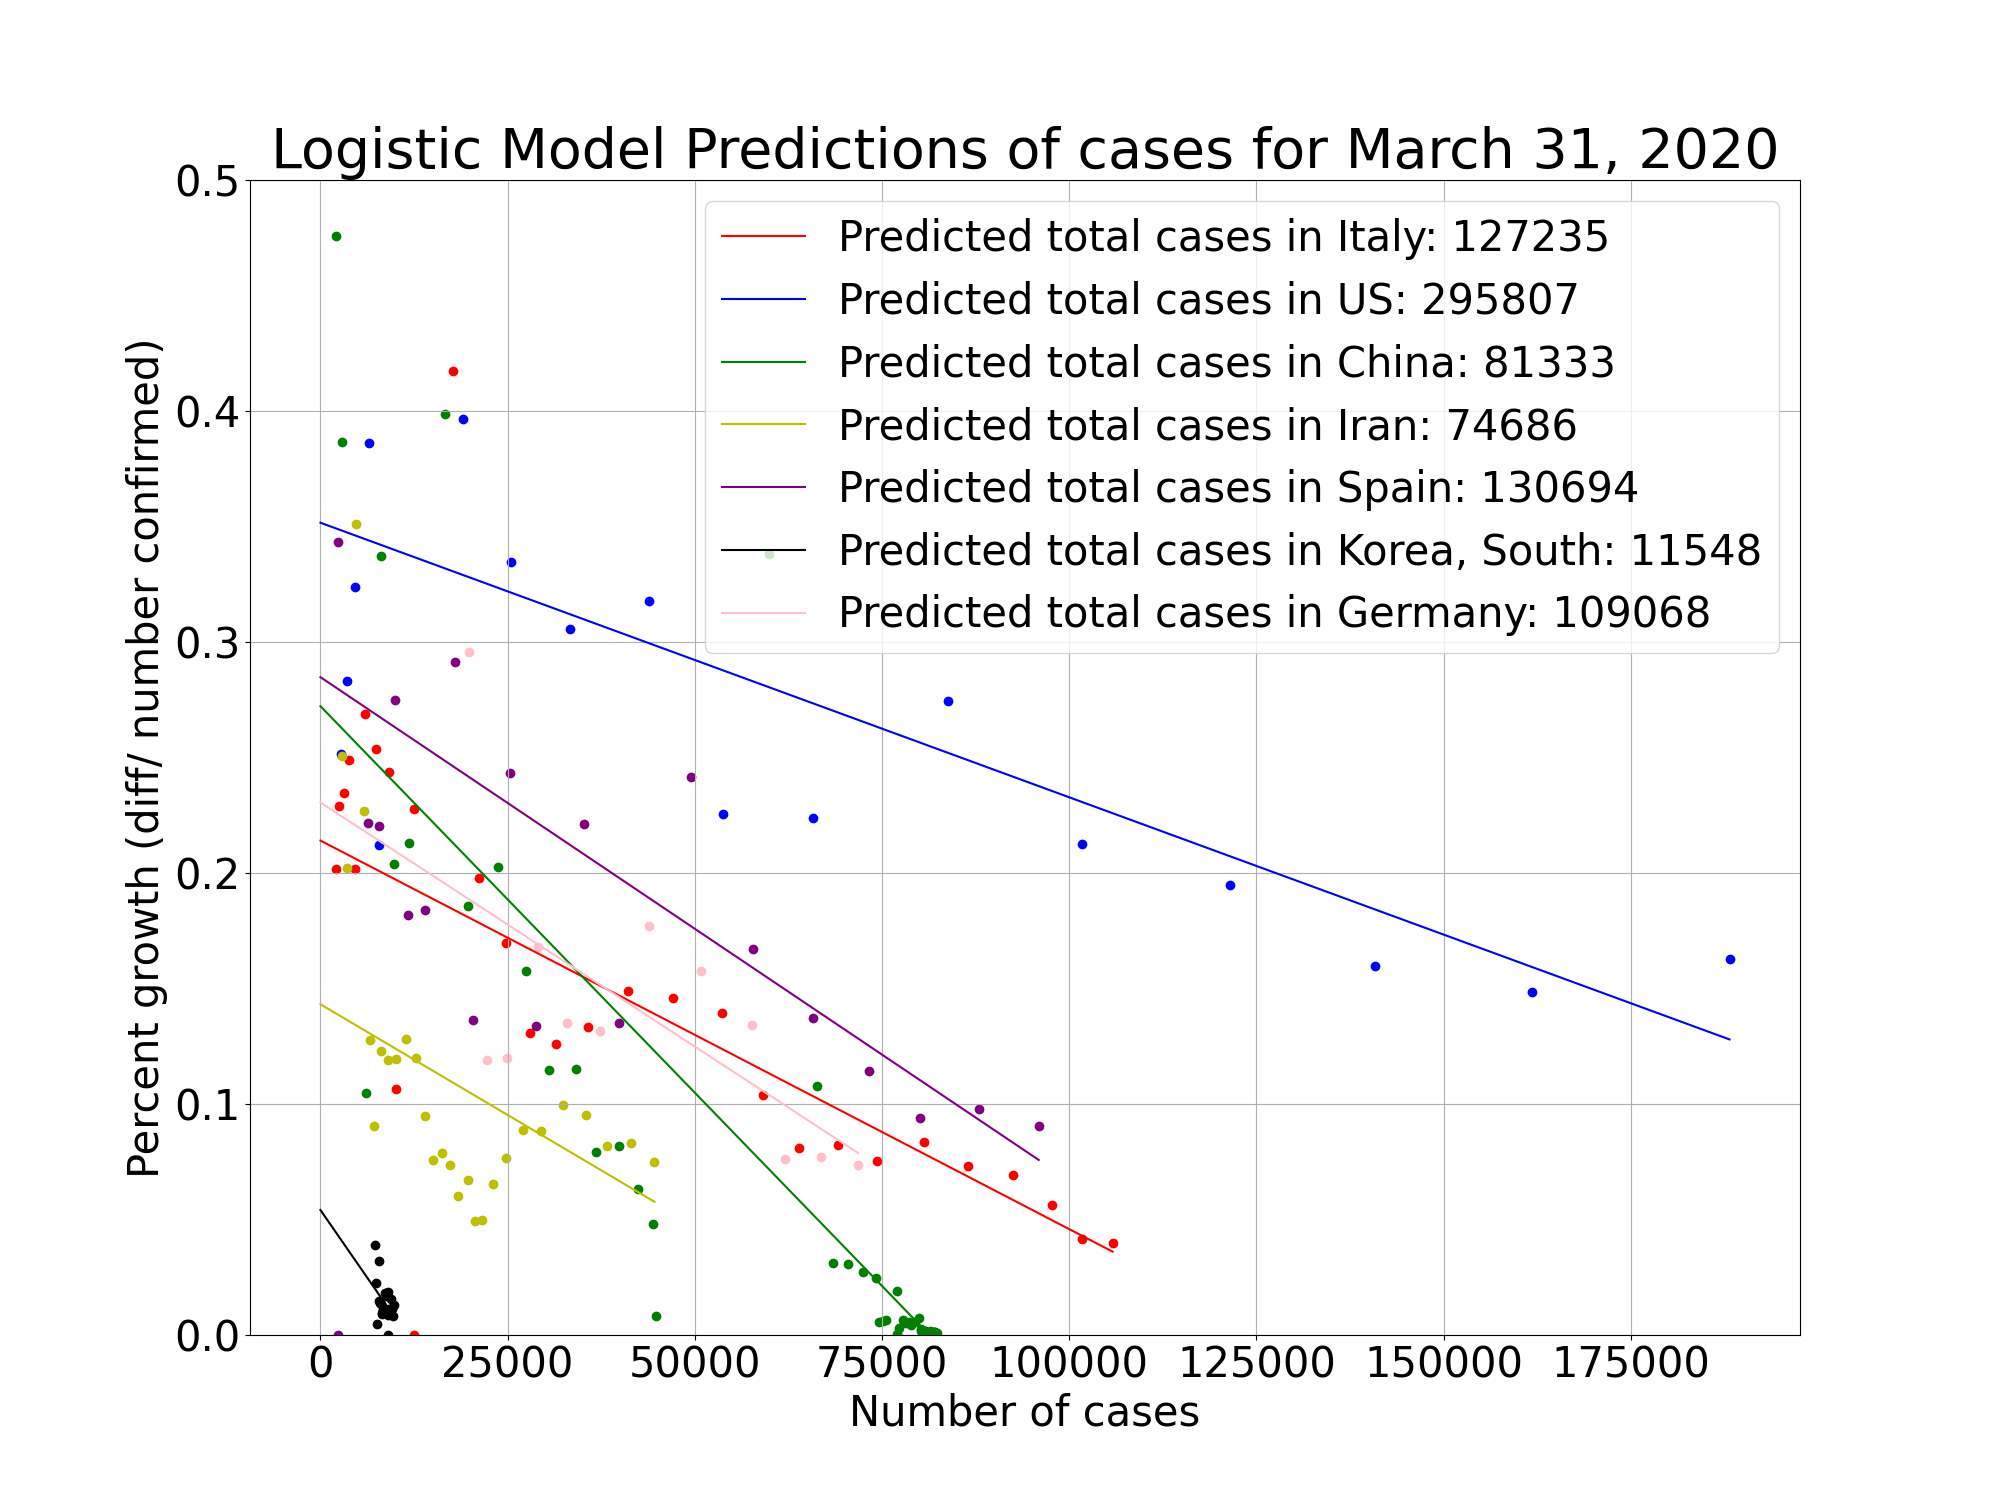 Logistic Model Predictions of cases for March 31, 2020
0.5
0.4
0.3
0.2
0.1
0.0
Percent growth (diff/ number confirmed)
Predicted total cases in Italy: 127235
Predicted total cases in US: 295807
Predicted total cases in China: 81333
Predicted total cases in Iran: 74686
Predicted total cases in Spain: 130694
Predicted total cases in Korea, South: 11548
Predicted total cases in Germany: 109068
0 25000 50000 75000 100000 125000 150000 175000
Number of cases